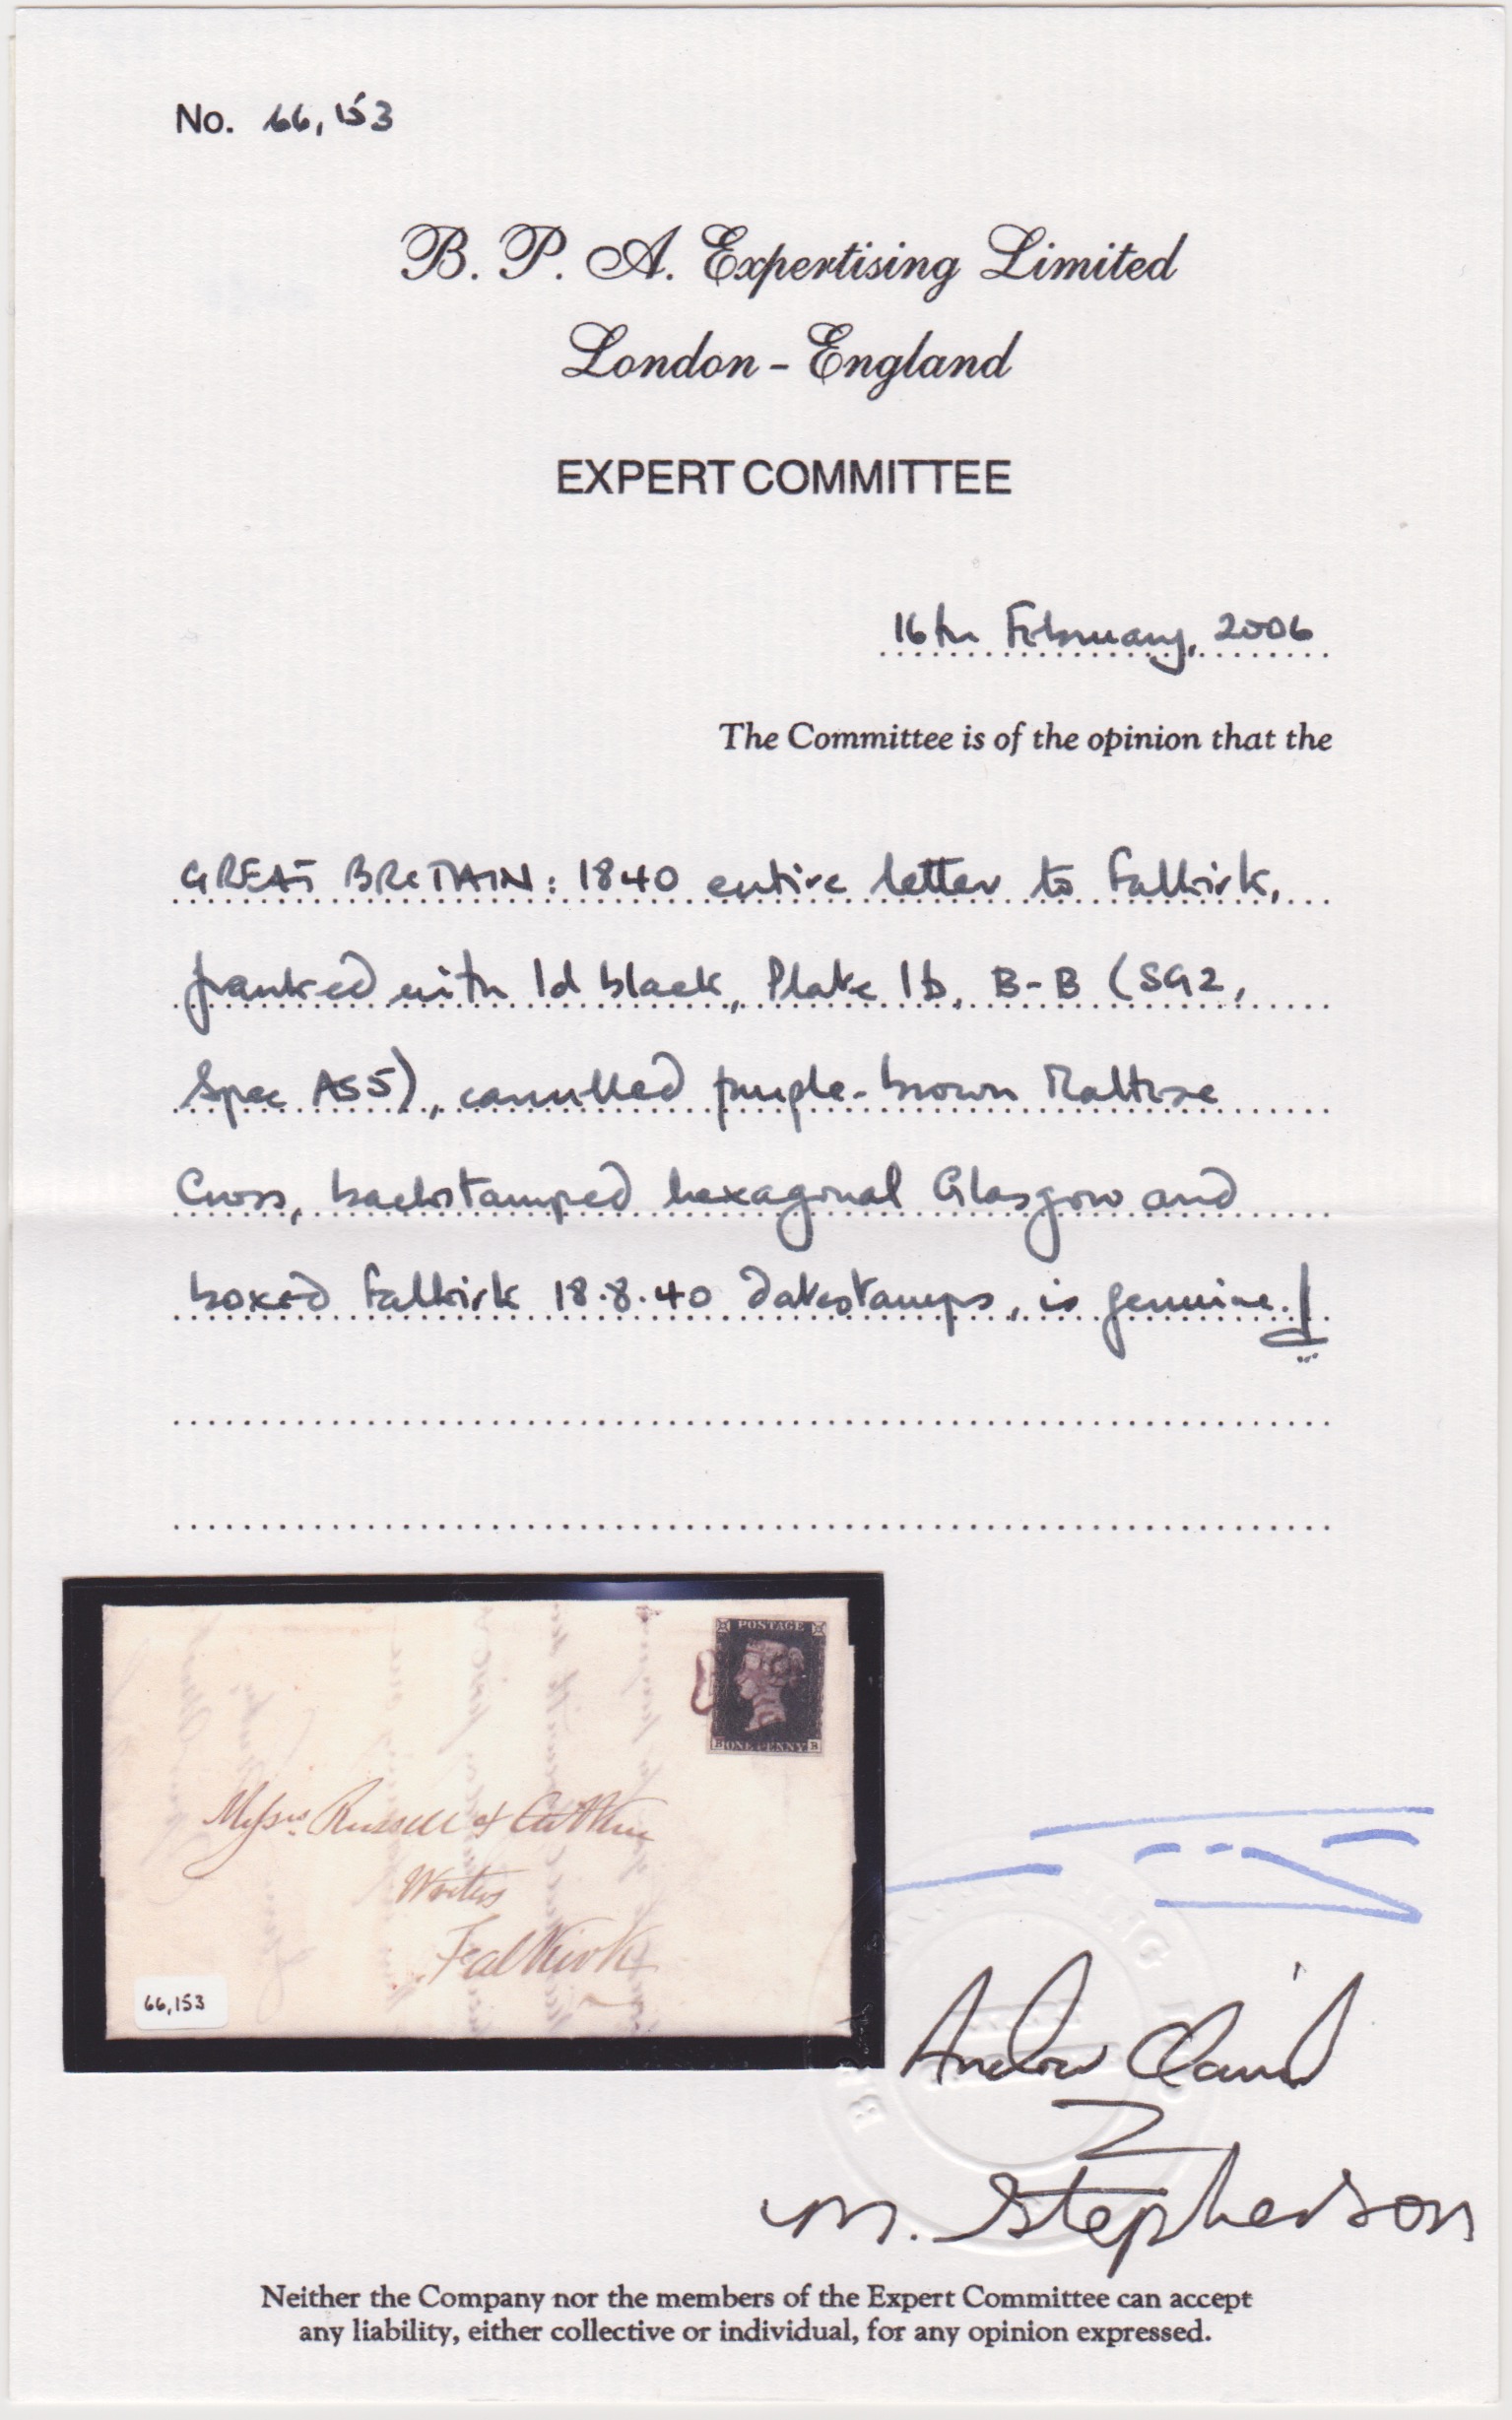 No. 66,153
B. P. A. Expertising Limited
London - England
EXPERT COMMITTEE
16th February, 2006
The Committee is of the opinion that the
GREAT BRITAIN: 1840 entire letter to Falkirk,
franked with 1d black, Plate 1b, B-B (SG2,
Spec AS5), cancelled purple-brown Maltese
Cross, backstamped hexagonal Glasgow and
boxed Falkirk 18.8.40 datestamps, is genuine.
POSTAGE
B ONE PENNY B
Messrs. Russell &
Writers
Falkirk
66,153
Andrew Claud
M. Stephenson
Neither the Company nor the members of the Expert Committee can accept
any liability, either collective or individual, for any opinion expressed.